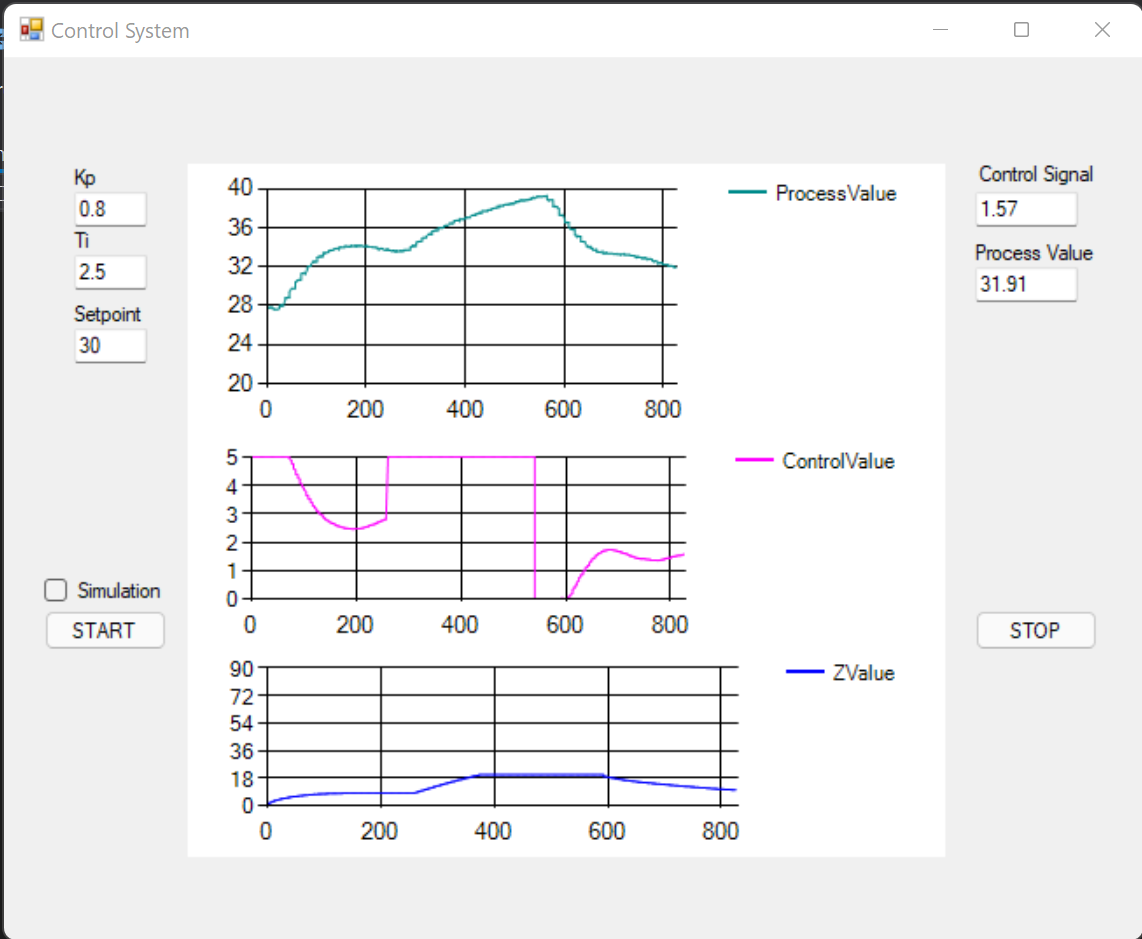 Control System
Kp
0.8
Ti
2.5
Setpoint
30
Simulation
START
40
36
32
28
24
20
0 200 400 600 800
ProcessValue
5
4
3
2
1
0
0 200 400 600 800
ControlValue
90
72
54
36
18
0
0 200 400 600 800
ZValue
Control Signal
1.57
Process Value
31.91
STOP